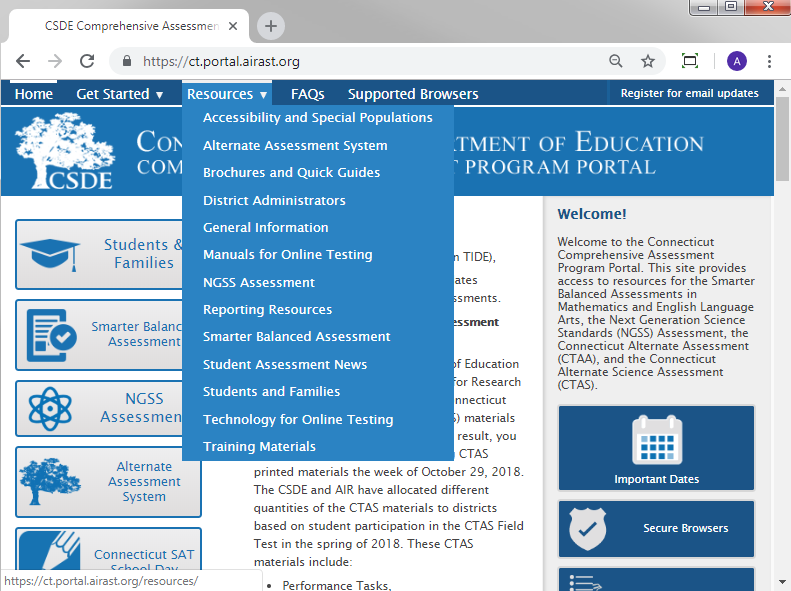 CSDE Comprehensive Assessmen
https://ct.portal.airast.org
A
Home
Get Started ▼
Resources ▼
FAQs
Supported Browsers
Register for email updates
CSDE
CON
COM
TMENT OF EDUCATION
PROGRAM PORTAL
Accessibility and Special Populations
Alternate Assessment System
Brochures and Quick Guides
District Administrators
General Information
Manuals for Online Testing
NGSS Assessment
Reporting Resources
Smarter Balanced Assessment
Student Assessment News
Students and Families
Technology for Online Testing
Training Materials
Students &
Families
Smarter Balanc
Assessment
NGSS
Assessmen
Alternate
Assessment
System
Connecticut SAT
School Day
n TIDE),
ates
ssments.
ssessment
of Education
for Research
nnecticut
) materials
result, you
CTAS
printed materials the week of October 29, 2018.
The CSDE and AIR have allocated different
quantities of the CTAS materials to districts
based on student participation in the CTAS Field
Test in the spring of 2018. These CTAS
materials include:
• Performance Tasks,
Welcome!
Welcome to the Connecticut
Comprehensive Assessment
Program Portal. This site provides
access to resources for the Smarter
Balanced Assessments in
Mathematics and English Language
Arts, the Next Generation Science
Standards (NGSS) Assessment, the
Connecticut Alternate Assessment
(CTAA), and the Connecticut
Alternate Science Assessment
(CTAS).
Important Dates
Secure Browsers
https://ct.portal.airast.org/resources/